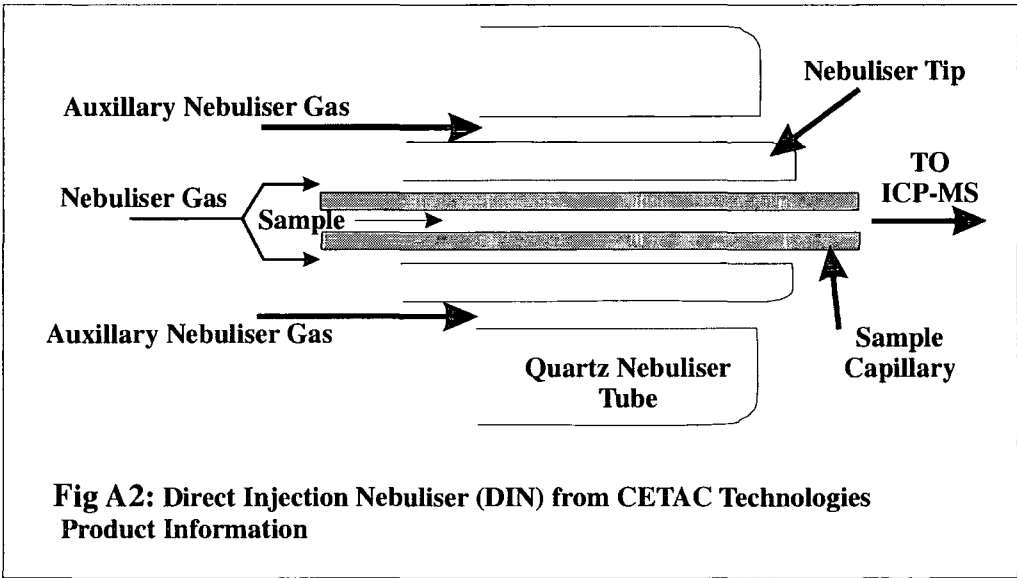 Nebuliser Tip
Auxillary Nebuliser Gas
TO
ICP-MS
Nebuliser Gas
Sample
Auxillary Nebuliser Gas
Sample
Capillary
Quartz Nebuliser
Tube
Fig A2: Direct Injection Nebuliser (DIN) from CETAC Technologies
Product Information